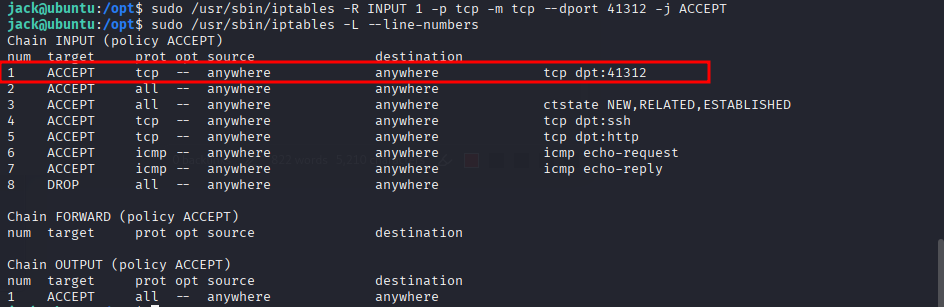 jack@ubuntu:/opt$ sudo /usr/sbin/iptables -R INPUT 1 -p tcp -m tcp --dport 41312 -j ACCEPT
jack@ubuntu:/opt$ sudo /usr/sbin/iptables -L --line-numbers
Chain INPUT (policy ACCEPT)
num  target     prot opt source               destination
1    ACCEPT     tcp  --  anywhere             anywhere             tcp dpt:41312
2    ACCEPT     all  --  anywhere             anywhere
3    ACCEPT     all  --  anywhere             anywhere             ctstate NEW,RELATED,ESTABLISHED
4    ACCEPT     tcp  --  anywhere             anywhere             tcp dpt:ssh
5    ACCEPT     tcp  --  anywhere             anywhere             tcp dpt:http
6    ACCEPT     icmp --  anywhere             anywhere             icmp echo-request
7    ACCEPT     icmp --  anywhere             anywhere             icmp echo-reply
8    DROP       all  --  anywhere             anywhere
Chain FORWARD (policy ACCEPT)
num  target     prot opt source               destination
Chain OUTPUT (policy ACCEPT)
num  target     prot opt source               destination
1    ACCEPT     all  --  anywhere             anywhere